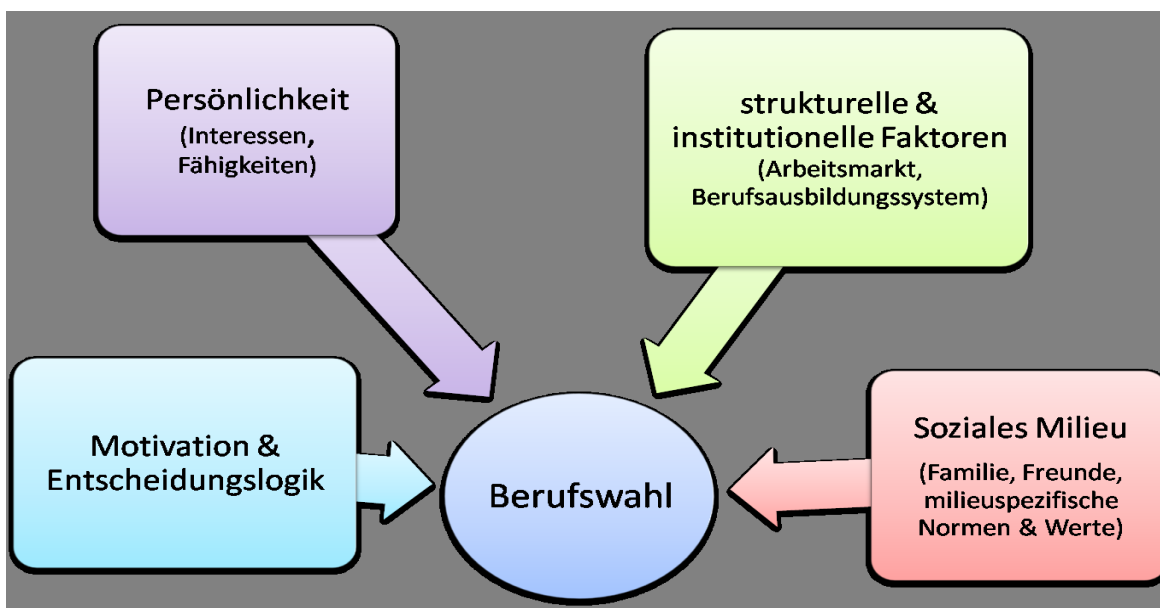 Persönlichkeit
(Interessen,
Fähigkeiten)
strukturelle &
institutionelle Faktoren
(Arbeitsmarkt,
Berufsausbildungssystem)
Motivation &
Entscheidungslogik
Berufswahl
Soziales Milieu
(Familie, Freunde,
milieuspezifische
Normen & Werte)